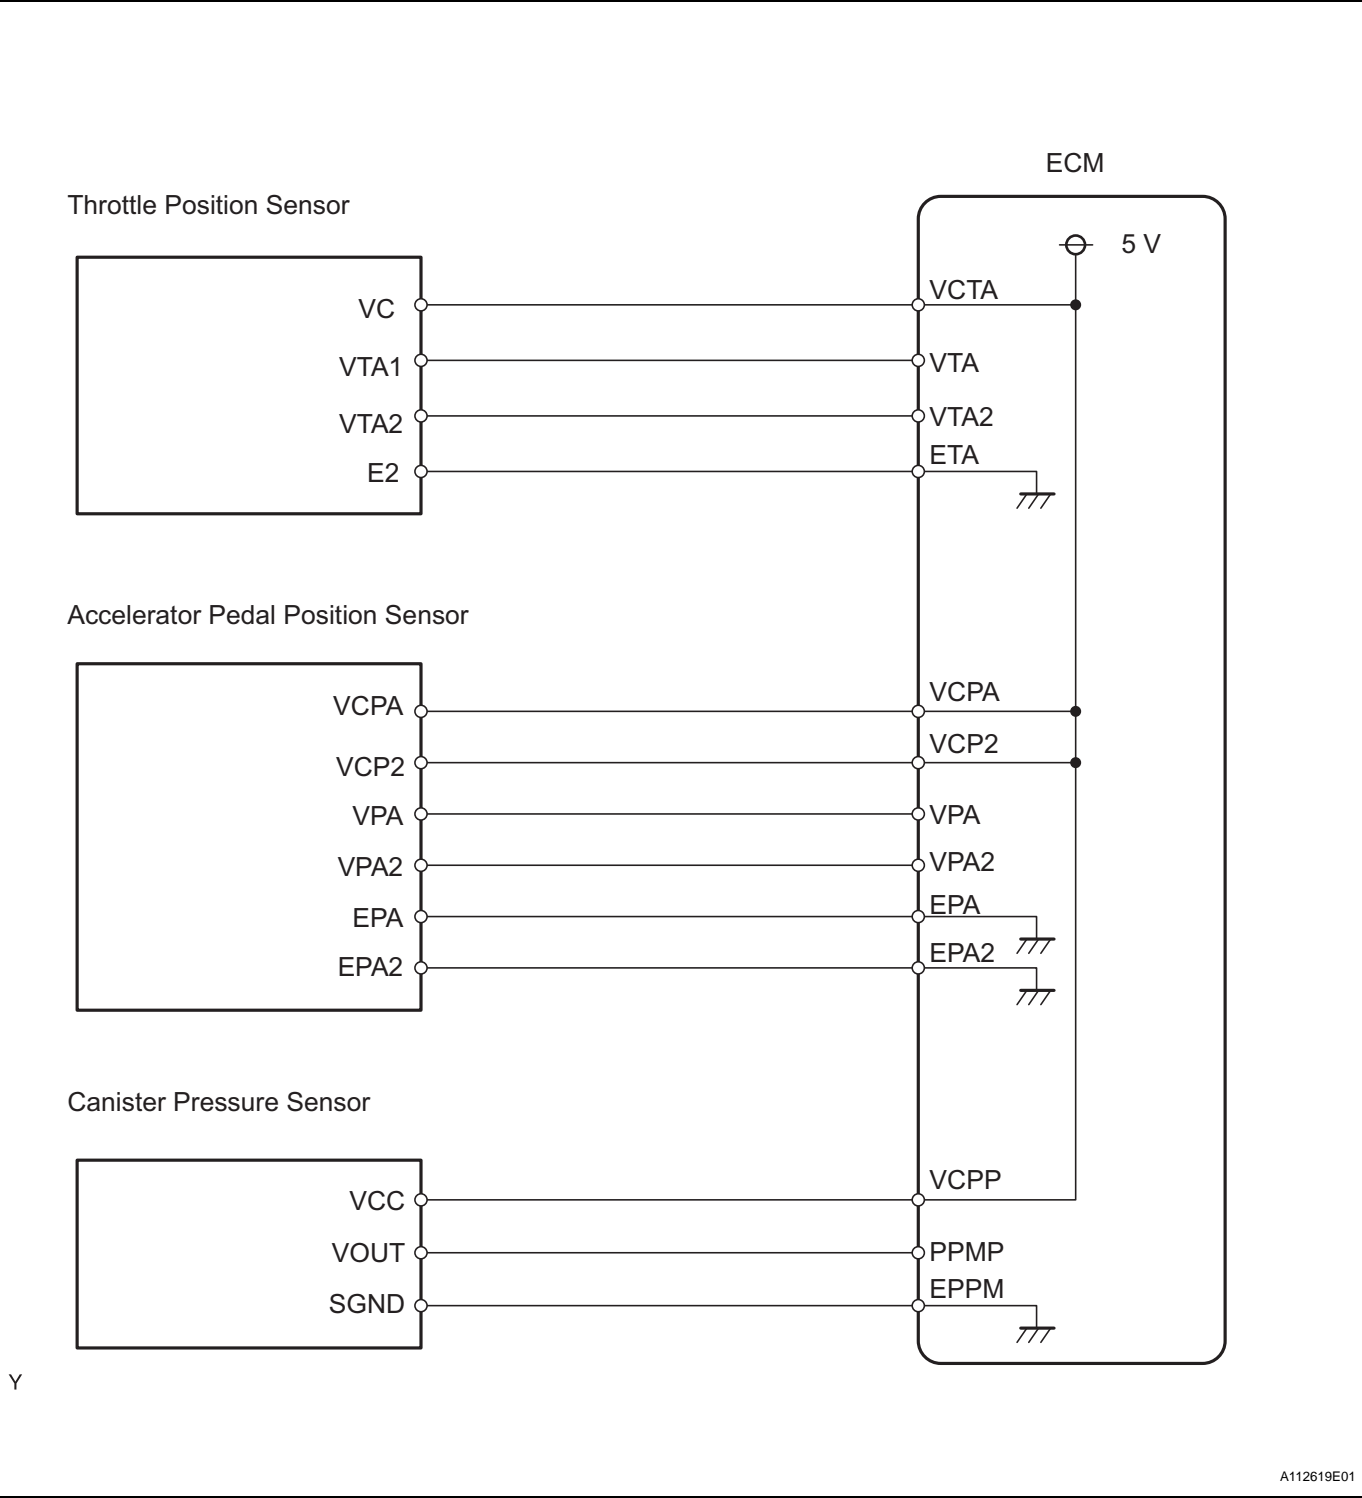 ECM
Throttle Position Sensor
5 V
VC
VCTA
VTA1
VTA
VTA2
VTA2
E2
ETA
Accelerator Pedal Position Sensor
VCPA
VCPA
VCP2
VCP2
VPA
VPA
VPA2
VPA2
EPA
EPA
EPA2
EPA2
Canister Pressure Sensor
VCC
VCPP
VOUT
PPMP
SGND
EPPM
Y
A112619E01